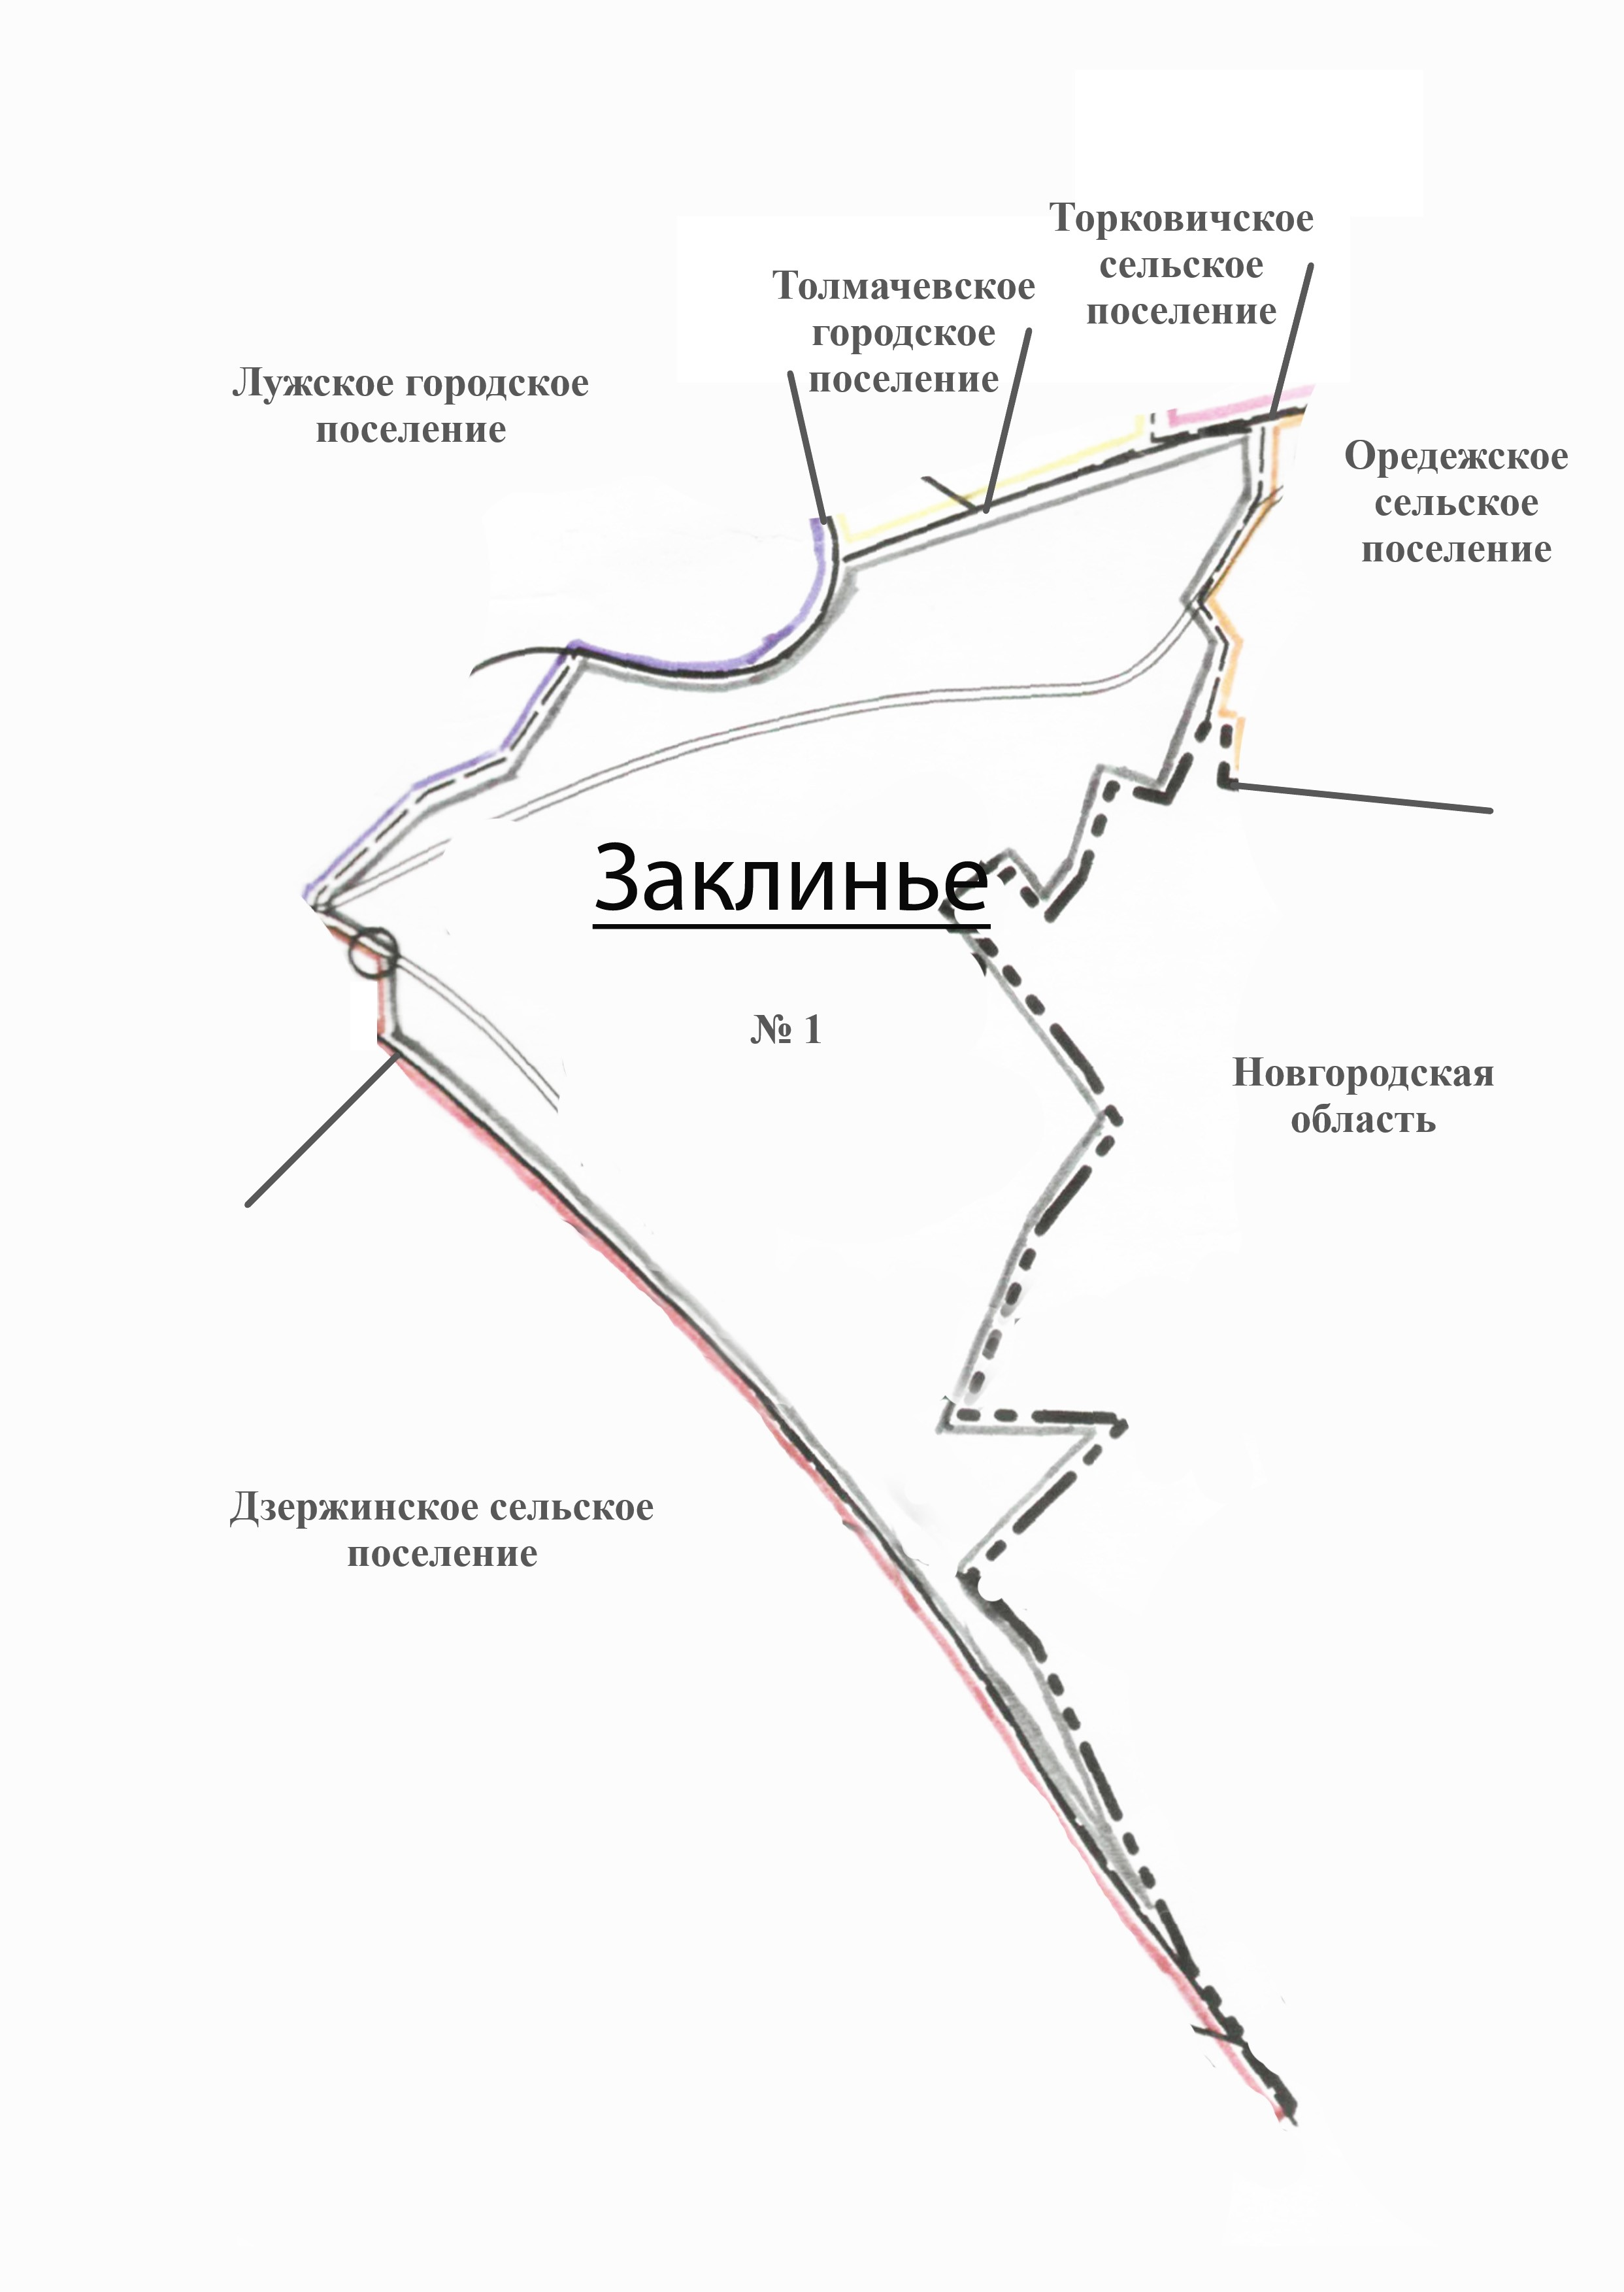 Торковичское
сельское
поселение
Толмачевское
городское
поселение
Лужское городское
поселение
Оредежское
сельское
поселение
Заклинье
№ 1
Новгородская
область
Дзержинское сельское
поселение